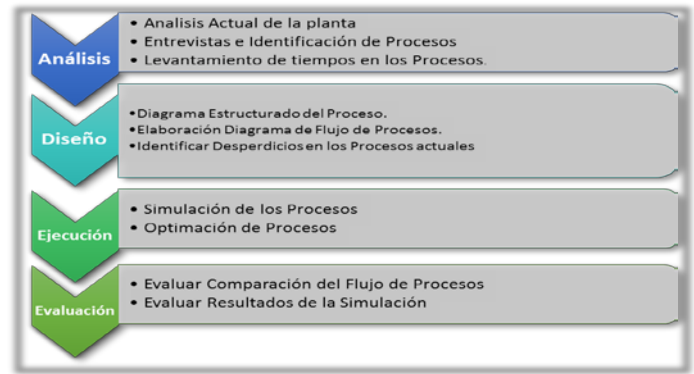 Análisis
• Analisis Actual de la planta
• Entrevistas e Identificación de Procesos
• Levantamiento de tiempos en los Procesos.
Diseño
•Diagrama Estructurado del Proceso.
•Elaboración Diagrama de Flujo de Procesos.
•Identificar Desperdicios en los Procesos actuales
Ejecución
• Simulación de los Procesos
• Optimación de Procesos
Evaluación
• Evaluar Comparación del Flujo de Procesos
• Evaluar Resultados de la Simulación